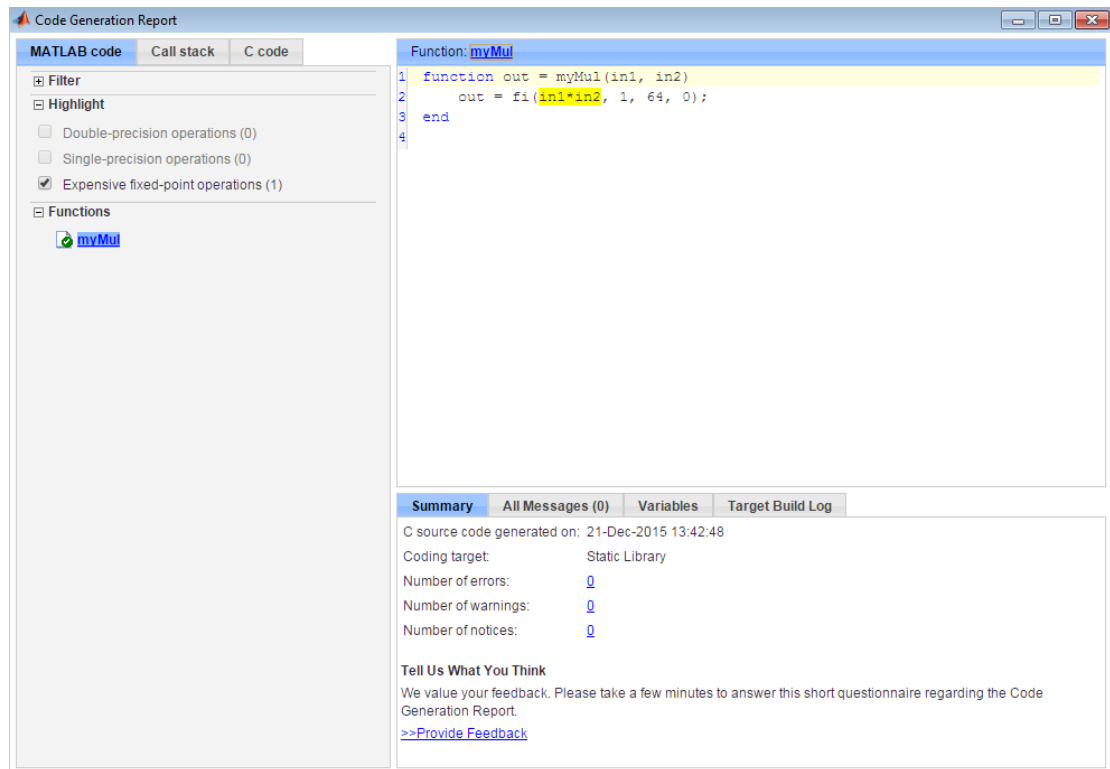 Code Generation Report
MATLAB code Call stack C code
Filter
Highlight
Double-precision operations (0)
Single-precision operations (0)
Expensive fixed-point operations (1)
Functions
myMul
Function: myMul
1 function out = myMul(in1, in2)
2 out = fi(in1*in2, 1, 64, 0);
3 end
4
Summary All Messages (0) Variables Target Build Log
C source code generated on: 21-Dec-2015 13:42:48
Coding target: Static Library
Number of errors: 0
Number of warnings: 0
Number of notices: 0
Tell Us What You Think
We value your feedback. Please take a few minutes to answer this short questionnaire regarding the Code
Generation Report.
>>Provide Feedback